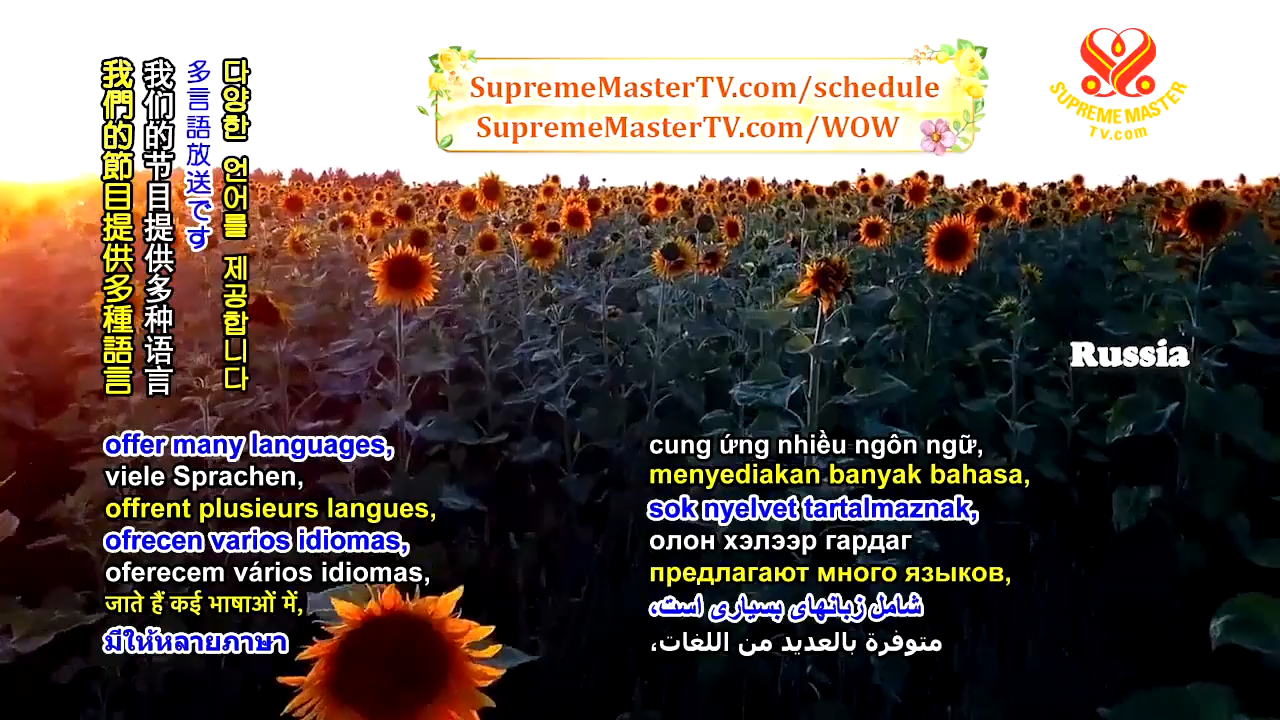 SupremeMasterTV.com/schedule
SupremeMasterTV.com/WOW
SUPREME MASTER
TV.com
다양한 언어를 제공합니다
多言語放送です
我们的节目提供多种语言
我們的節目提供多種語言
Russia
offer many languages,
viele Sprachen,
offrent plusieurs langues,
ofrecen varios idiomas,
oferecem vários idiomas,
जाते हैं कई भाषाओं में,
มีให้หลายภาษา
cung ứng nhiều ngôn ngữ,
menyediakan banyak bahasa,
sok nyelvet tartalmaznak,
олон хэлээр гардаг
предлагают много языков,
شامل زبانهای بسیاری است،
متوفرة بالعديد من اللغات،